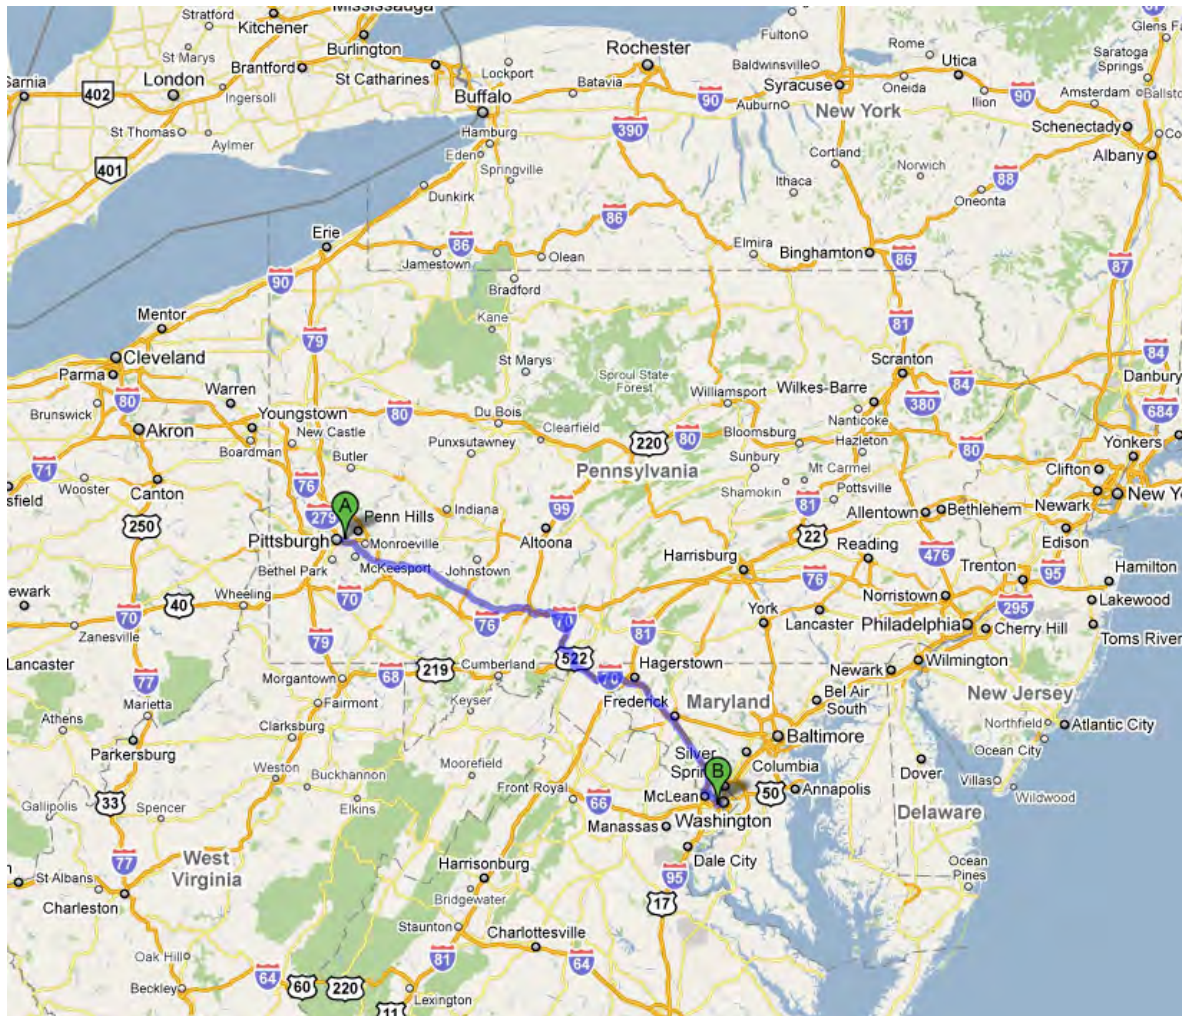 Mississauga
Stratford
Kitchener
Fulton
Glens F
Rome
St Marys
Burlington
Rochester
Baldwinsville
Utica
Saratoga
Springs
Brantford
St Catharines
Lockport
Sarnia
London
Batavia
Syracuse
Oneida
402
Ingersoll
Buffalo
90
Auburn
Ilion
90
Amsterdam
Ballsto
New York
St Thomas
Hamburg
390
Schenectady
Co
Aylmer
Eden
Cortland
Norwich
Albany
401
Springville
88
Dunkirk
Ithaca
Oneonta
86
Erie
86
Elmira
Binghamton
86
Jamestown
Olean
87
90
Bradford
Mentor
Kane
79
81
Cleveland
St Marys
Sproul State
Forest
Scranton
84
Parma
Warren
Williamsport
Wilkes-Barre
84
Danbury
80
Brunswick
Youngstown
80
Du Bois
380
684
Nanticoke
Akron
New Castle
Clearfield
220
80
Bloomsburg
Boardman
Punxsutawney
Hazleton
Yonkers
80
71
Butler
Pennsylvania
Sunbury
Mt Carmel
Clifton
Wooster
Canton
76
Shamokin
Pottsville
Newark
New Yo
sfield
A
Indiana
99
81
Allentown
Bethlehem
250
279
Penn Hills
Edison
Pittsburgh
Monroeville
Altoona
22
Reading
476
Bethel Park
McKeesport
Johnstown
Harrisburg
76
Trenton
95
Hamilton
ewark
40
Wheeling
70
Norristown
295
Lakewood
70
76
70
York
Lancaster
Philadelphia
Cherry Hill
Zanesville
79
81
Toms River
522
Lancaster
Cumberland
Hagerstown
Newark
Wilmington
77
Morgantown
68
219
70
New Jersey
Marietta
Fairmont
Keyser
Frederick
Maryland
Bel Air
South
Athens
Clarksburg
Northfield
Atlantic City
Parkersburg
Baltimore
Ocean City
Silver
Sprin
B
Columbia
Dover
Weston
Buckhannon
Moorefield
Villas
Wildwood
33
Spencer
Elkins
Front Royal
66
McLean
50
Annapolis
Gallipolis
Manassas
Washington
Delaware
77
West
Virginia
Harrisonburg
Dale City
Ocean
Pines
St Albans
95
Charleston
Bridgewater
17
Staunton
Charlottesville
Oak Hill
81
64
64
Beckley
60
220
Lexington
11